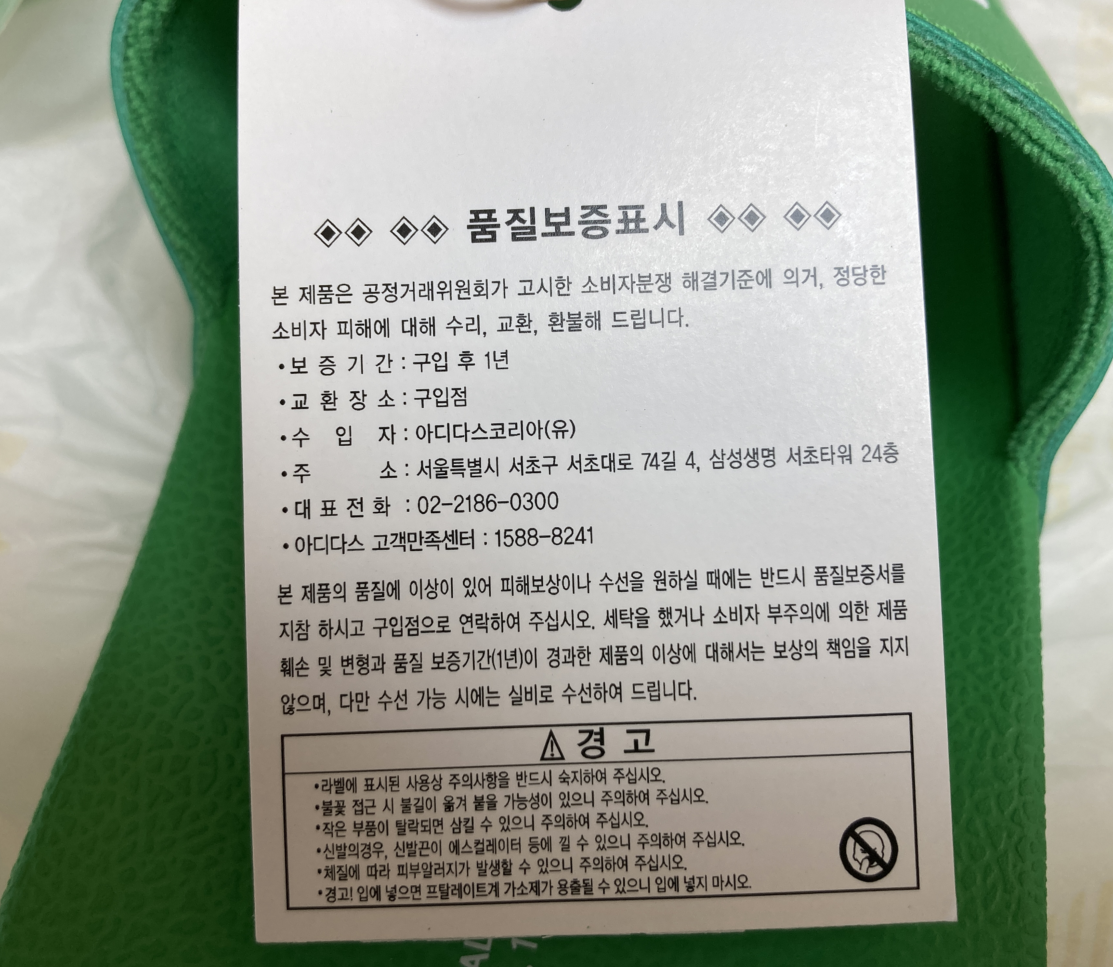 ◈◈ ◈◈ 품질보증표시 ◈◈ ◈◈
본 제품은 공정거래위원회가 고시한 소비자분쟁 해결기준에 의거, 정당한
소비자 피해에 대해 수리, 교환, 환불해 드립니다.
•보 증 기 간 : 구입 후 1년
•교 환 장 소 : 구입점
•수 입 자 : 아디다스코리아(유)
•주 소 : 서울특별시 서초구 서초대로 74길 4, 삼성생명 서초타워 24층
•대 표 전 화 : 02-2186-0300
•아디다스 고객만족센터 : 1588-8241
본 제품의 품질에 이상이 있어 피해보상이나 수선을 원하실 때에는 반드시 품질보증서를
지참 하시고 구입점으로 연락하여 주십시오. 세탁을 했거나 소비자 부주의에 의한 제품
훼손 및 변형과 품질 보증기간(1년)이 경과한 제품의 이상에 대해서는 보상의 책임을 지지
않으며, 다만 수선 가능 시에는 실비로 수선하여 드립니다.
⚠ 경 고
•라벨에 표시된 사용상 주의사항을 반드시 숙지하여 주십시오.
•불꽃 접근 시 불길이 옮겨 붙을 가능성이 있으니 주의하여 주십시오.
•작은 부품이 탈락되면 삼킬 수 있으니 주의하여 주십시오.
•신발의경우, 신발끈이 에스컬레이터 등에 낄 수 있으니 주의하여 주십시오.
•체질에 따라 피부알러지가 발생할 수 있으니 주의하여 주십시오.
•경고! 입에 넣으면 프탈레이트계 가소제가 용출될 수 있으니 입에 넣지 마시오.